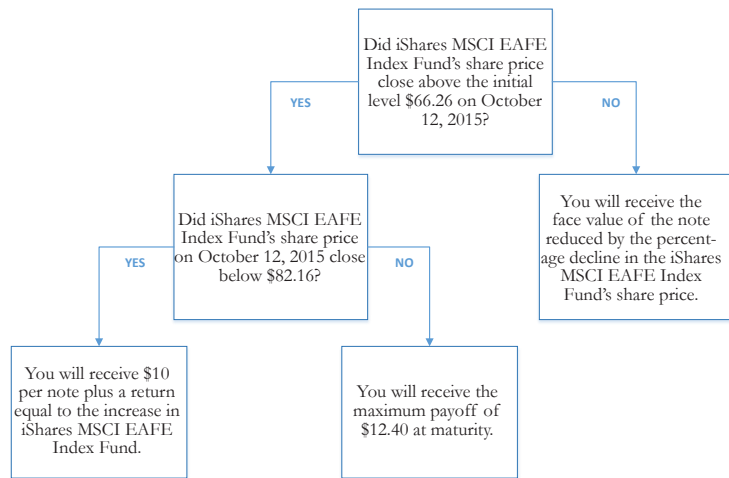 Did iShares MSCI EAFE
Index Fund's share price
close above the initial
level $66.26 on October
12, 2015?
YES
NO
Did iShares MSCI EAFE
Index Fund's share price
on October 12, 2015 close
below $82.16?
You will receive the
face value of the note
reduced by the percent-
age decline in the iShares
MSCI EAFE Index
Fund's share price.
YES
NO
You will receive $10
per note plus a return
equal to the increase in
iShares MSCI EAFE
Index Fund.
You will receive the
maximum payoff of
$12.40 at maturity.